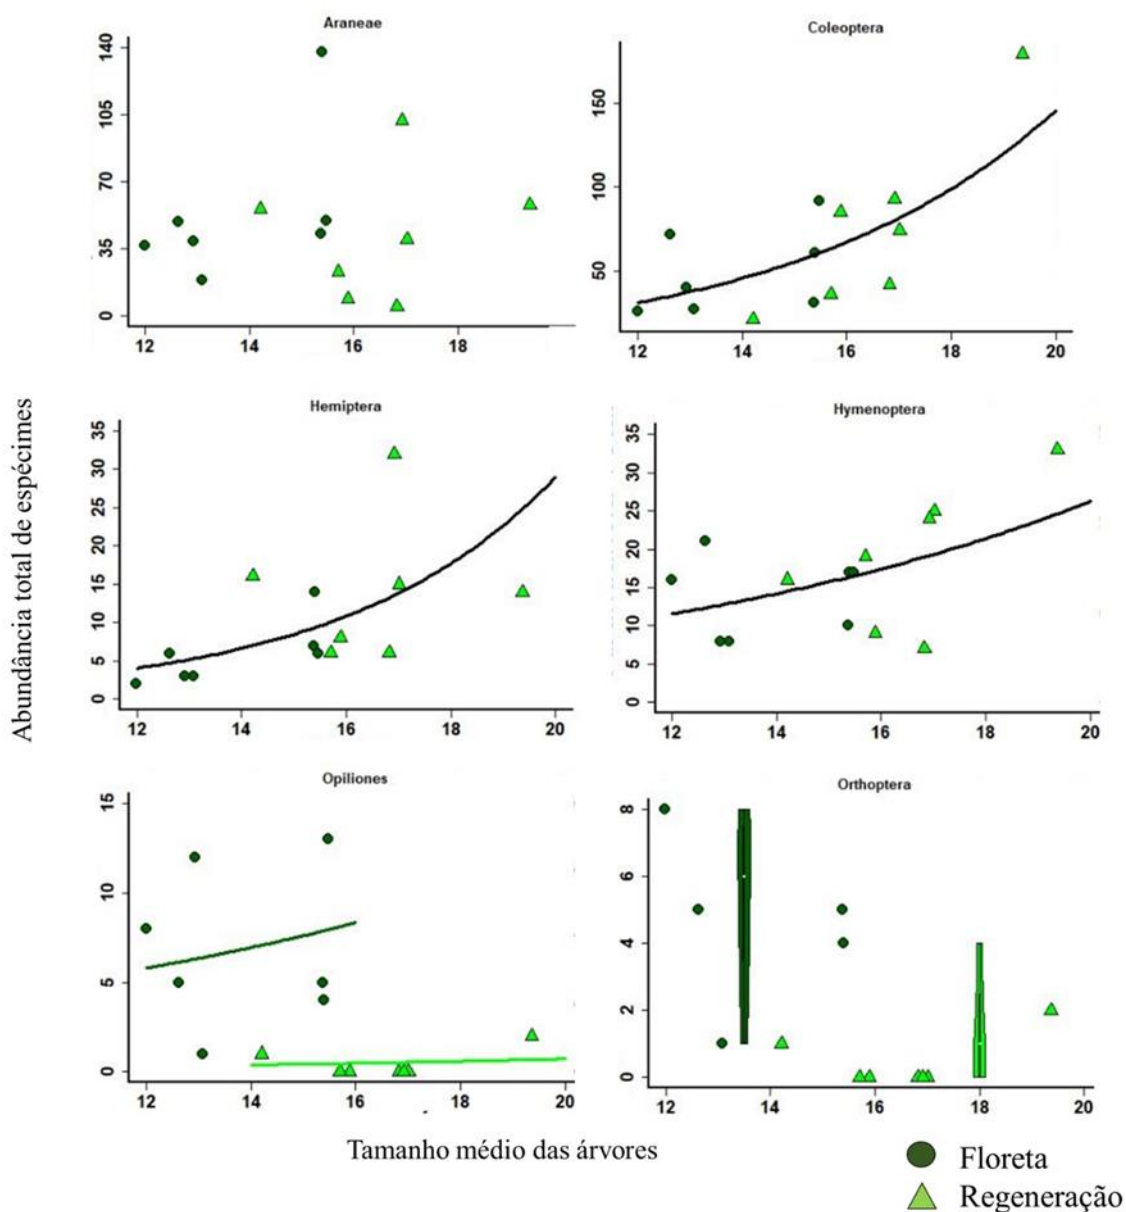 Araneae
140
105
70
35
0
12 14 16 18
Coleoptera
150
100
50
12 14 16 18 20
Abundância total de espécimes
Hemiptera
35
30
25
20
15
10
5
0
12 14 16 18 20
Hymenoptera
35
30
25
20
15
10
5
0
12 14 16 18 20
Opiliones
15
10
5
0
12 14 16 18 20
Orthoptera
8
6
4
2
0
12 14 16 18 20
Tamanho médio das árvores
Floreta
Regeneração